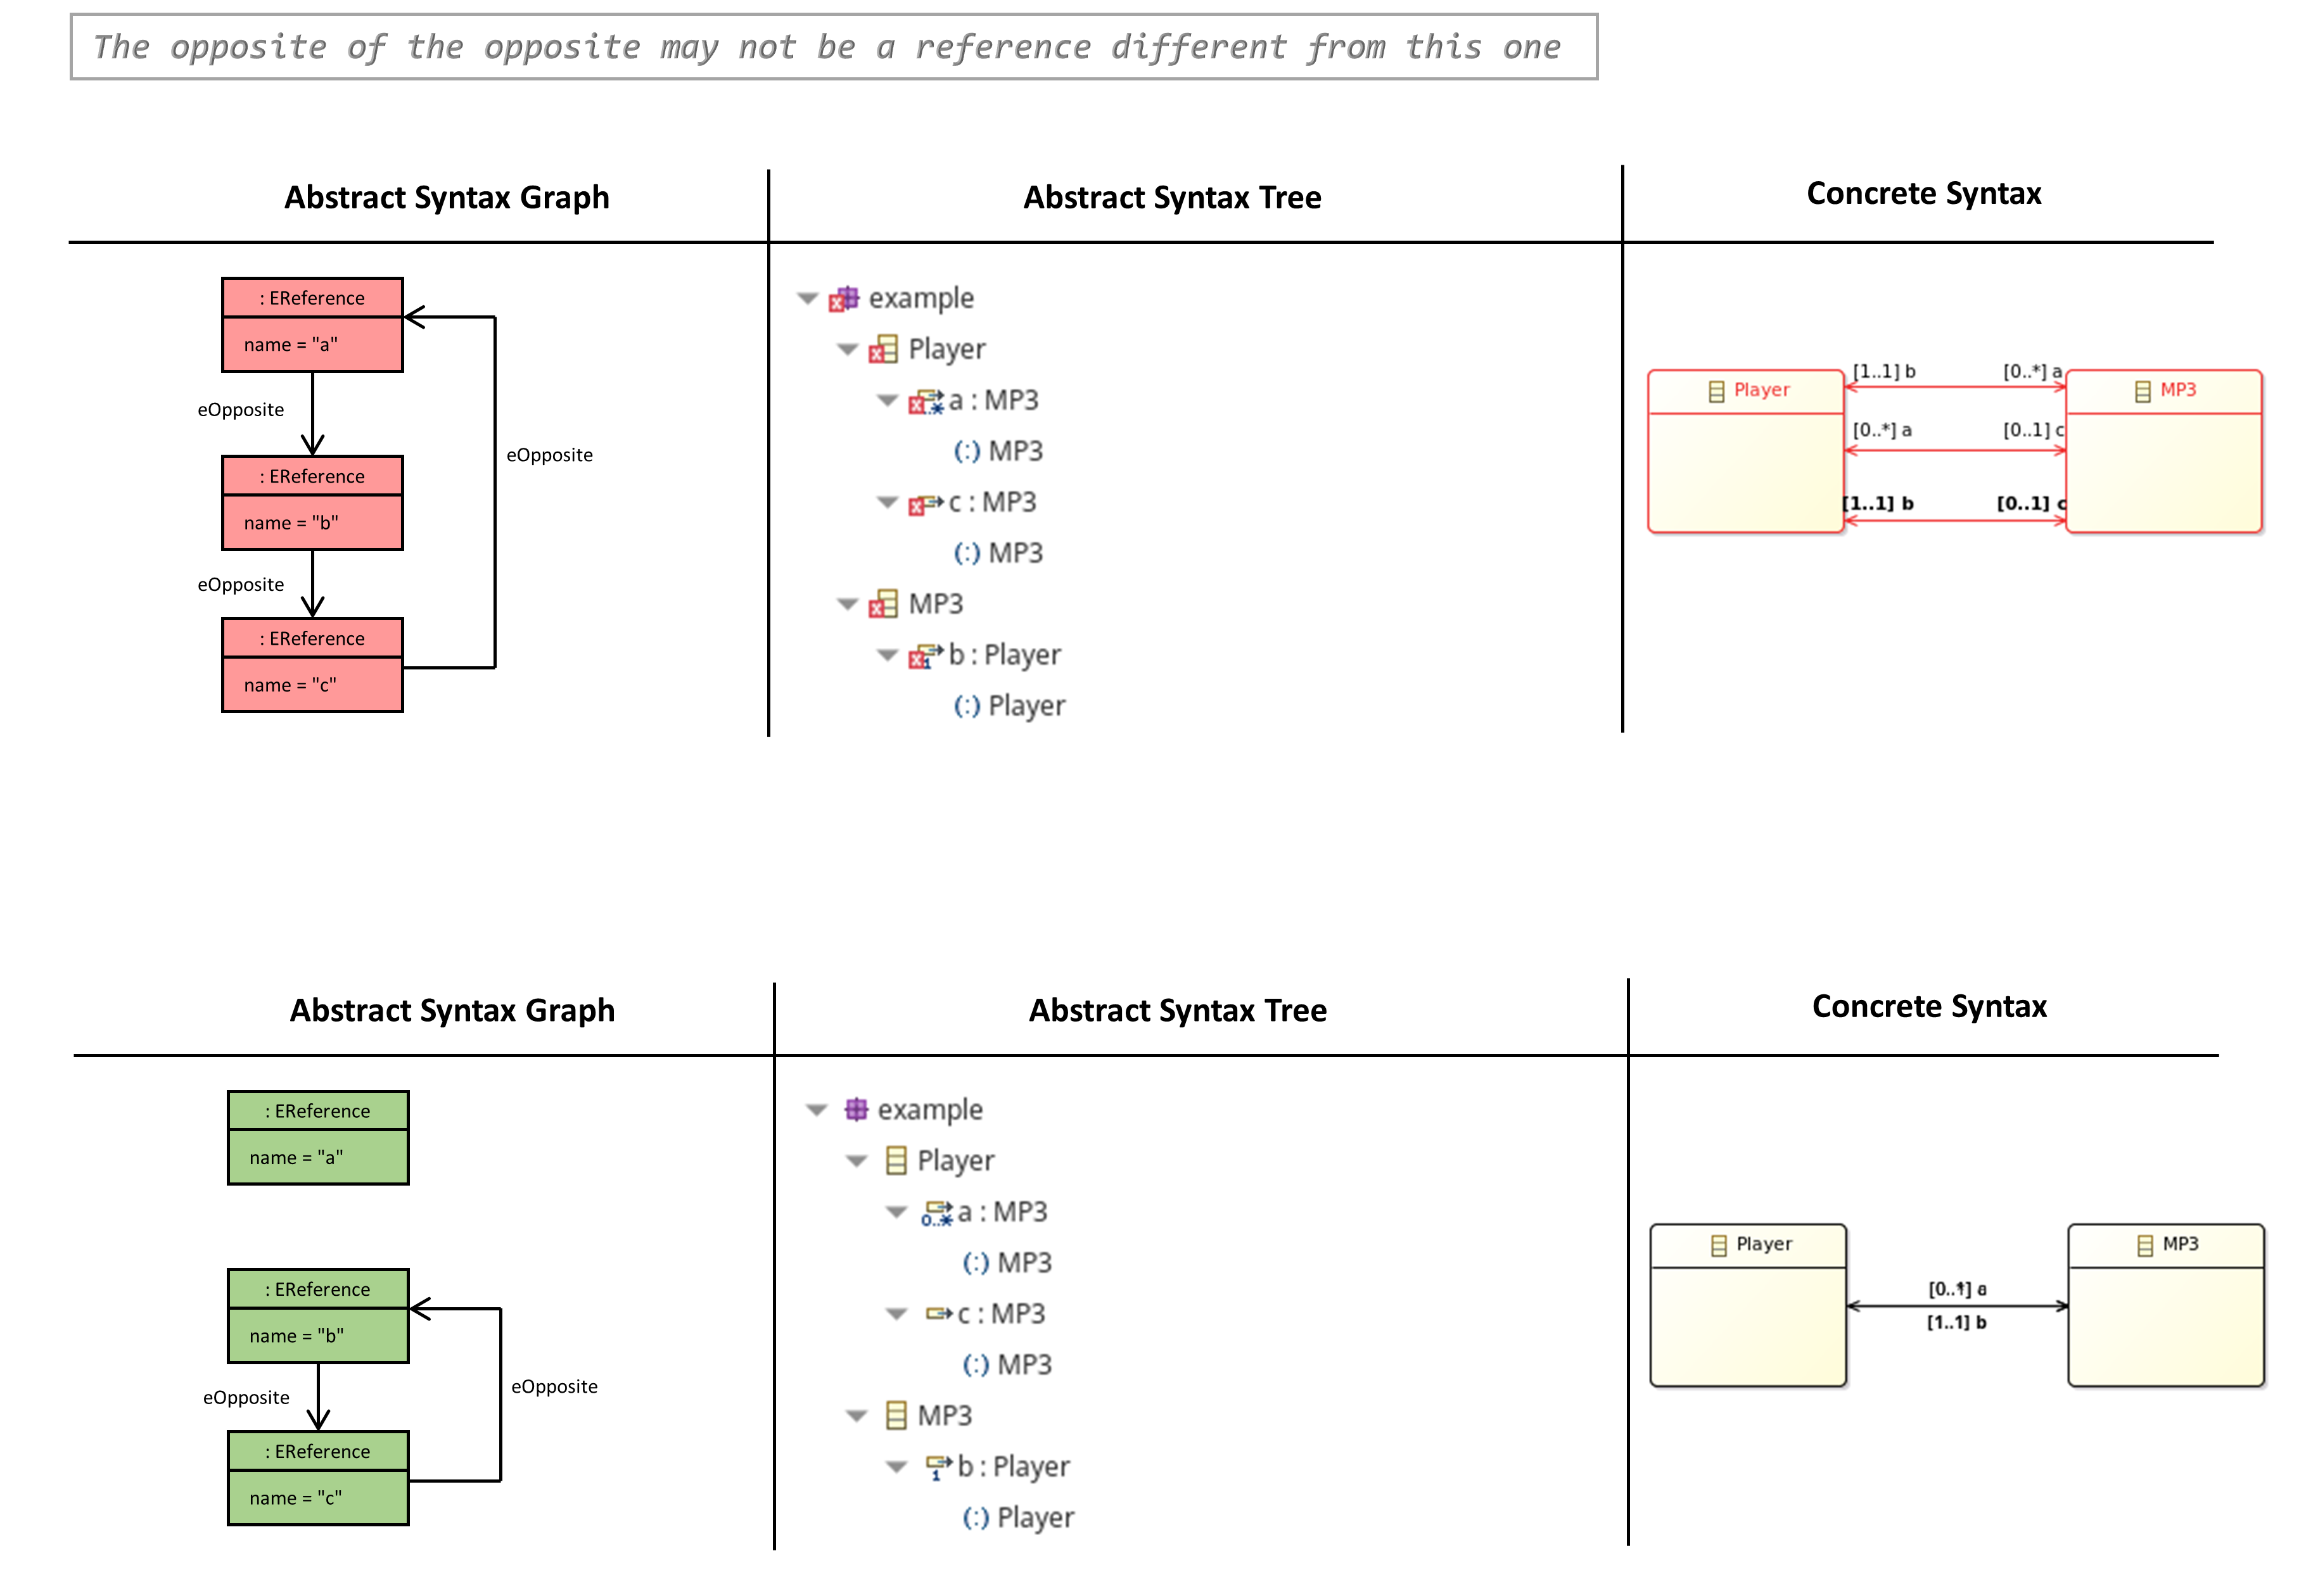 The opposite of the opposite may not be a reference different from this one
Abstract Syntax Graph
Abstract Syntax Tree
Concrete Syntax
: EReference
name = "a"
eOpposite
: EReference
name = "b"
eOpposite
: EReference
name = "c"
eOpposite
example
Player
a : MP3
(:) MP3
c : MP3
(:) MP3
MP3
1 b : Player
(:) Player
Player
MP3
[1..1] b
[0..*] a
[0..*] a
[0..1] c
[1..1] b
[0..1] c
Abstract Syntax Graph
Abstract Syntax Tree
Concrete Syntax
: EReference
name = "a"
: EReference
name = "b"
eOpposite
: EReference
name = "c"
eOpposite
example
Player
0..* a : MP3
(:) MP3
c : MP3
(:) MP3
MP3
1 b : Player
(:) Player
Player
MP3
[1..1] b